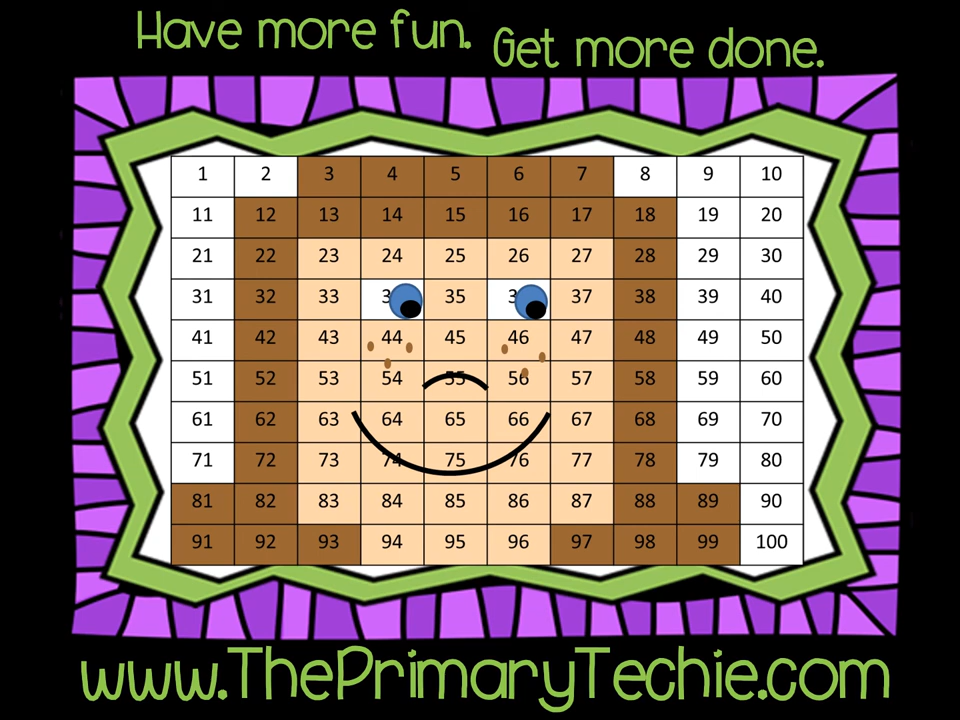 Have more fun. Get more done.
1 2 3 4 5 6 7 8 9 10
11 12 13 14 15 16 17 18 19 20
21 22 23 24 25 26 27 28 29 30
31 32 33 35 37 38 39 40
41 42 43 44 45 46 47 48 49 50
51 52 53 54 55 56 57 58 59 60
61 62 63 64 65 66 67 68 69 70
71 72 73 74 75 76 77 78 79 80
81 82 83 84 85 86 87 88 89 90
91 92 93 94 95 96 97 98 99 100
www.ThePrimaryTechie.com